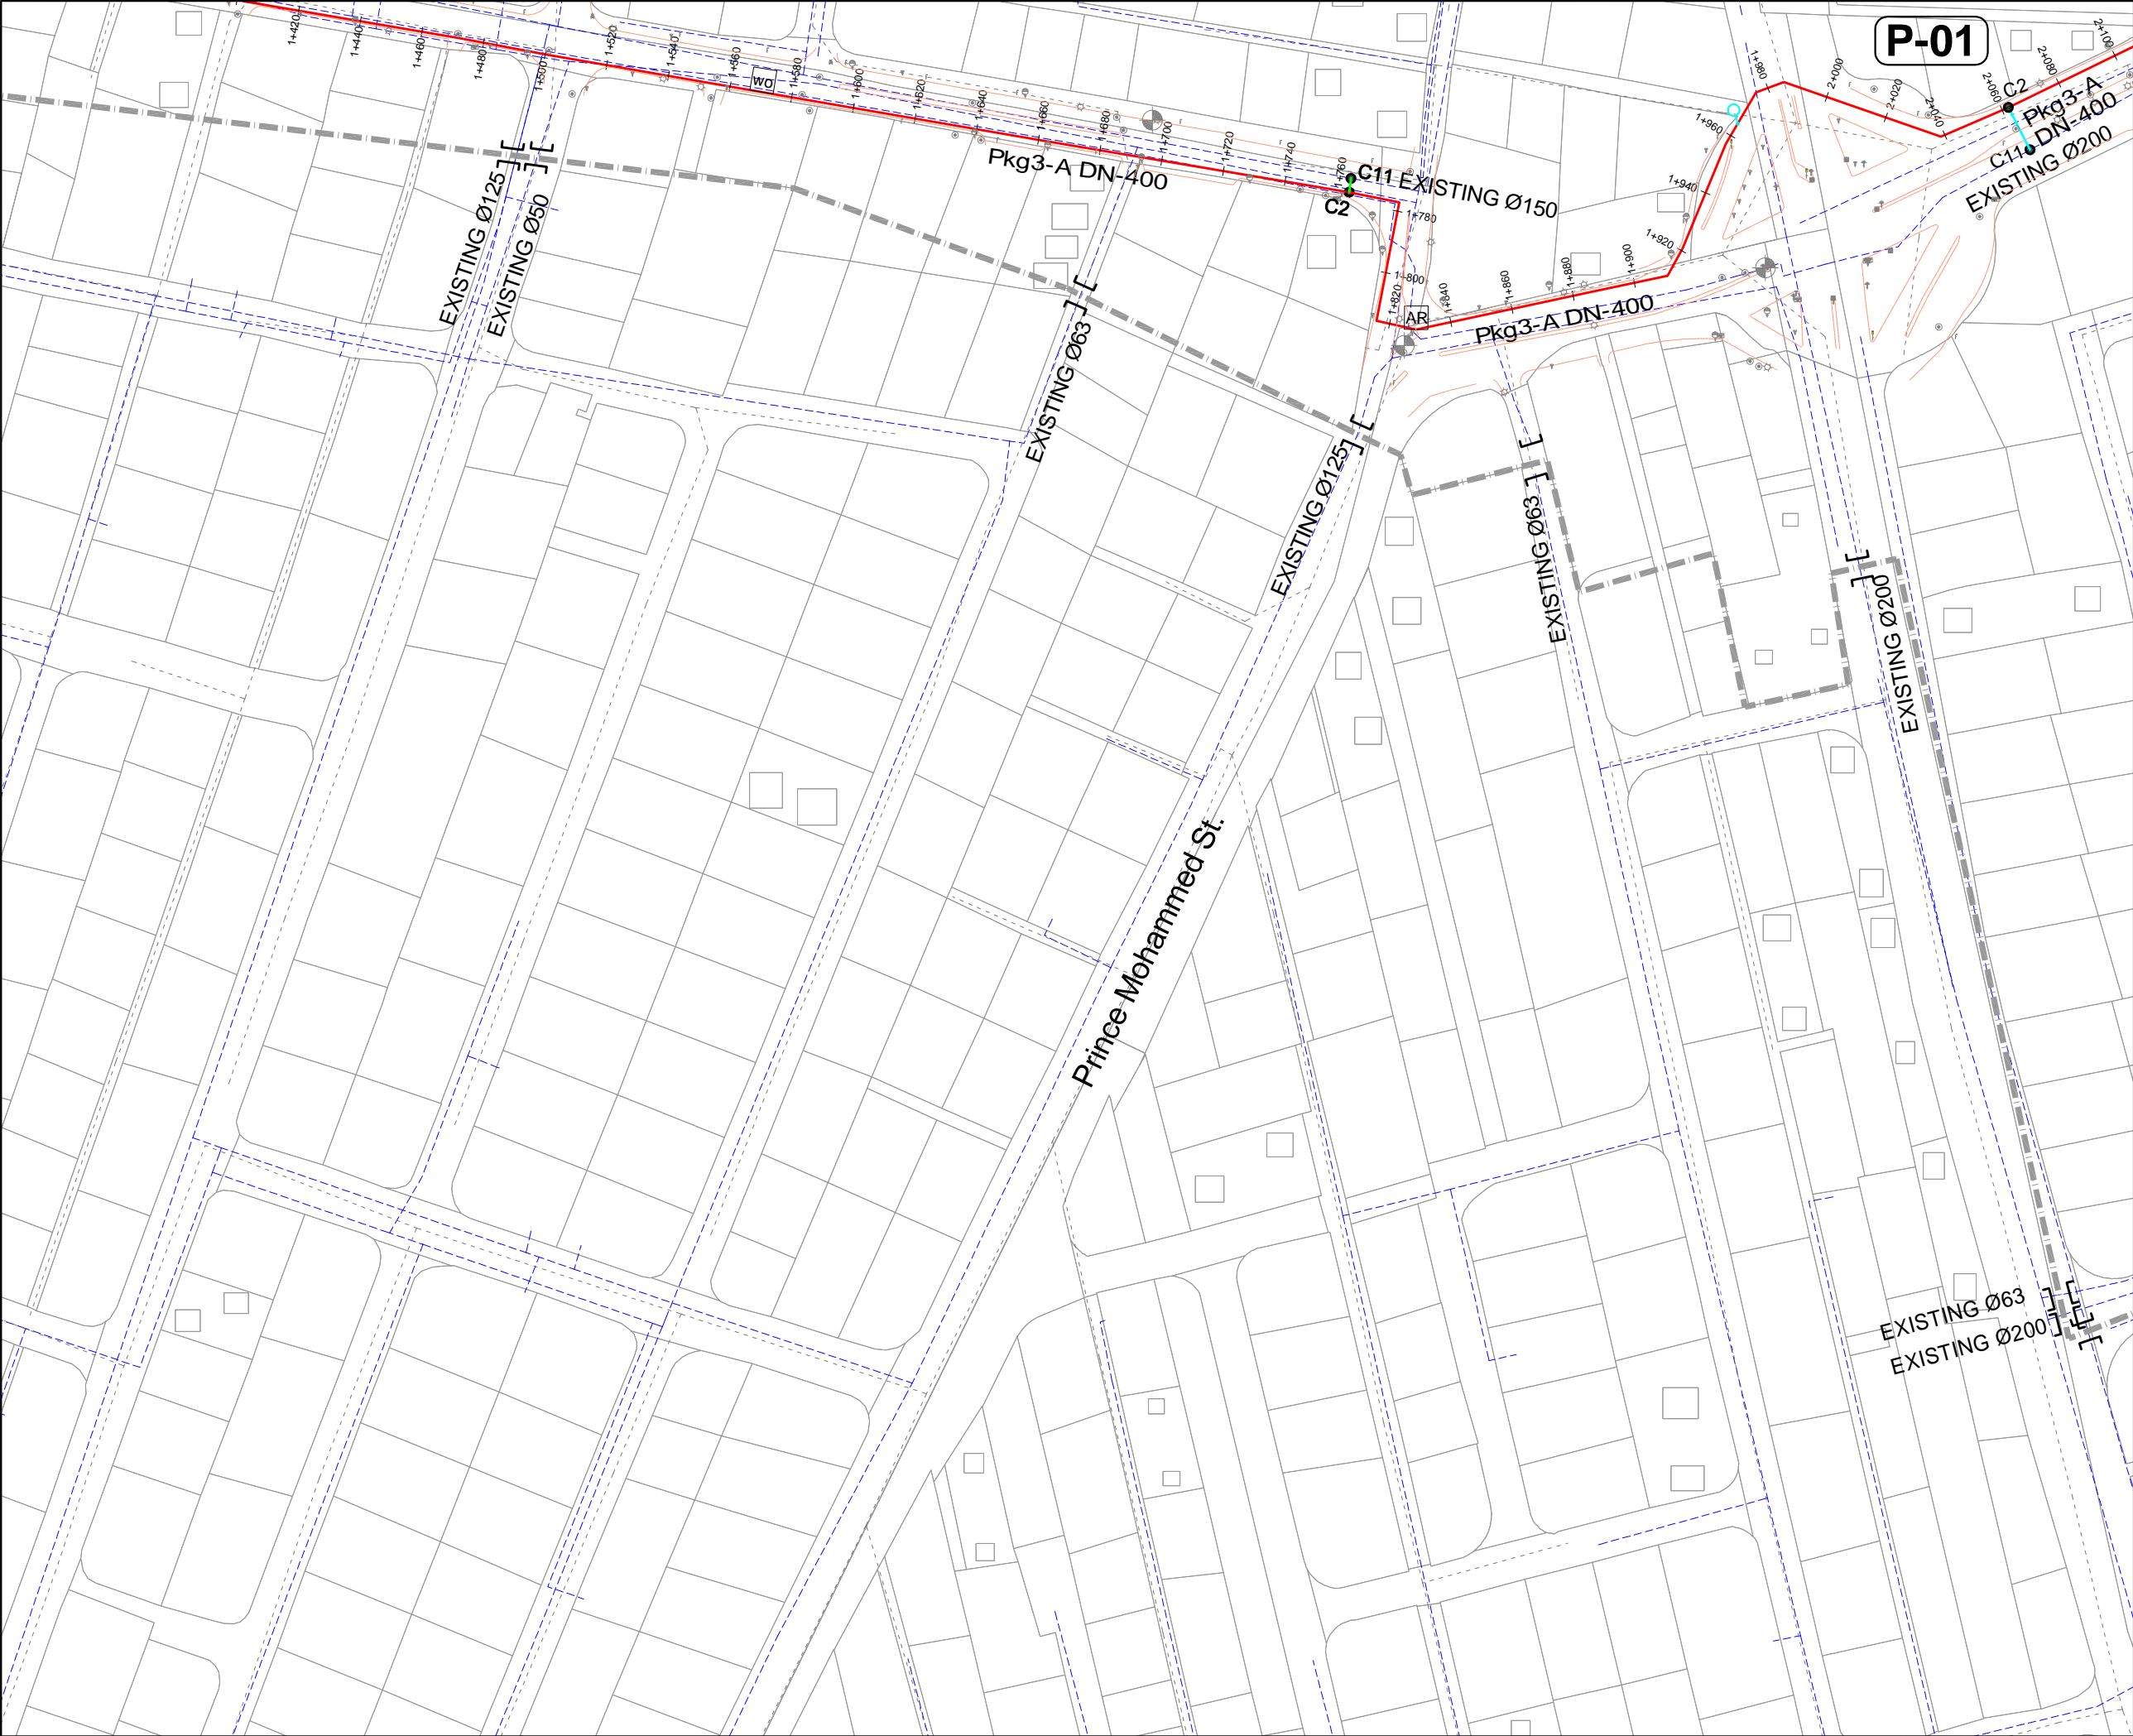 P-01
1+420
1+440
1+460
1+480
1+500
1+520
1+540
1+560
WO
1+580
1+600
1+620
1+640
1+660
1+680
1+700
1+720
1+740
1+760
1+780
1+800
1+820
1+840
1+860
1+880
1+900
1+920
1+940
1+960
1+980
2+000
2+020
2+040
2+060
2+080
2+100
C2
Pkg3-A
DN-400
C11
EXISTING Ø200
Pkg3-A DN-400
C11
EXISTING Ø150
C2
AR
Pkg3-A DN-400
EXISTING Ø125
EXISTING Ø50
EXISTING Ø63
EXISTING Ø125
EXISTING Ø63
EXISTING Ø200
Prince Mohammed St.
EXISTING Ø63
EXISTING Ø200